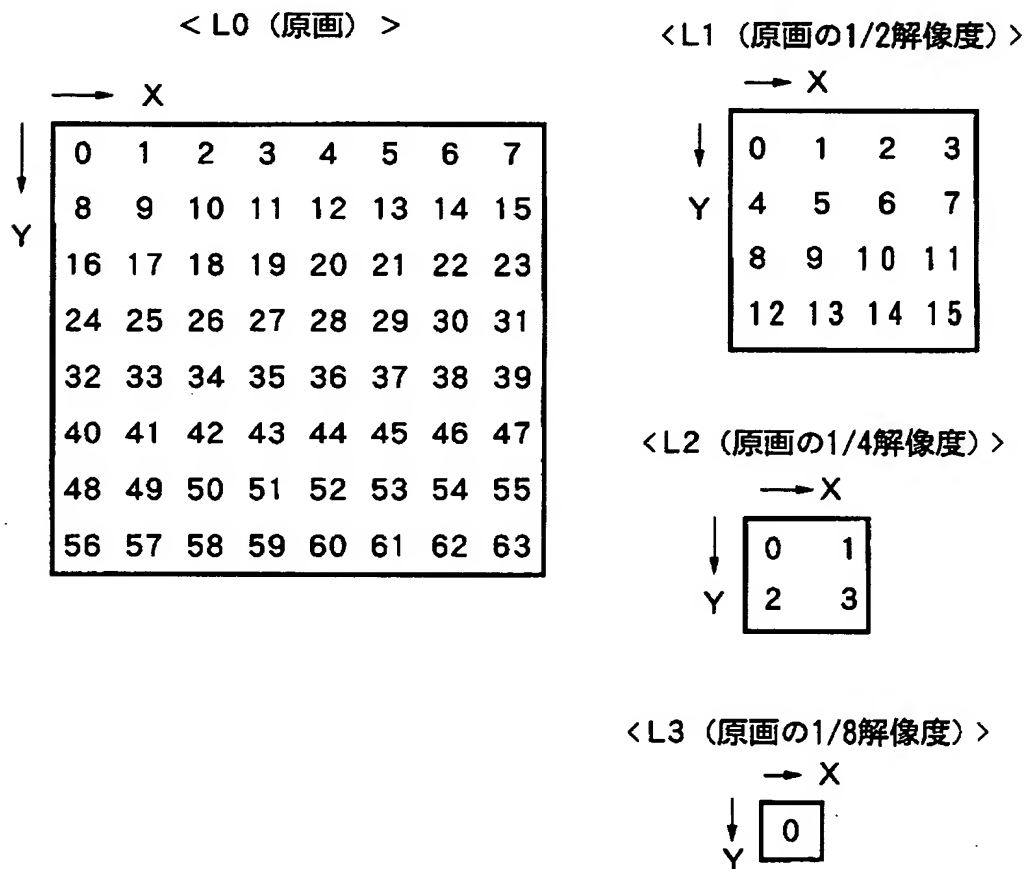 < L0 (原画) >
X
Y
0 1 2 3 4 5 6 7
8 9 10 11 12 13 14 15
16 17 18 19 20 21 22 23
24 25 26 27 28 29 30 31
32 33 34 35 36 37 38 39
40 41 42 43 44 45 46 47
48 49 50 51 52 53 54 55
56 57 58 59 60 61 62 63
<L1 (原画の1/2解像度) >
X
Y
0 1 2 3
4 5 6 7
8 9 10 11
12 13 14 15
<L2 (原画の1/4解像度) >
X
Y
0 1
2 3
<L3 (原画の1/8解像度) >
X
Y
0